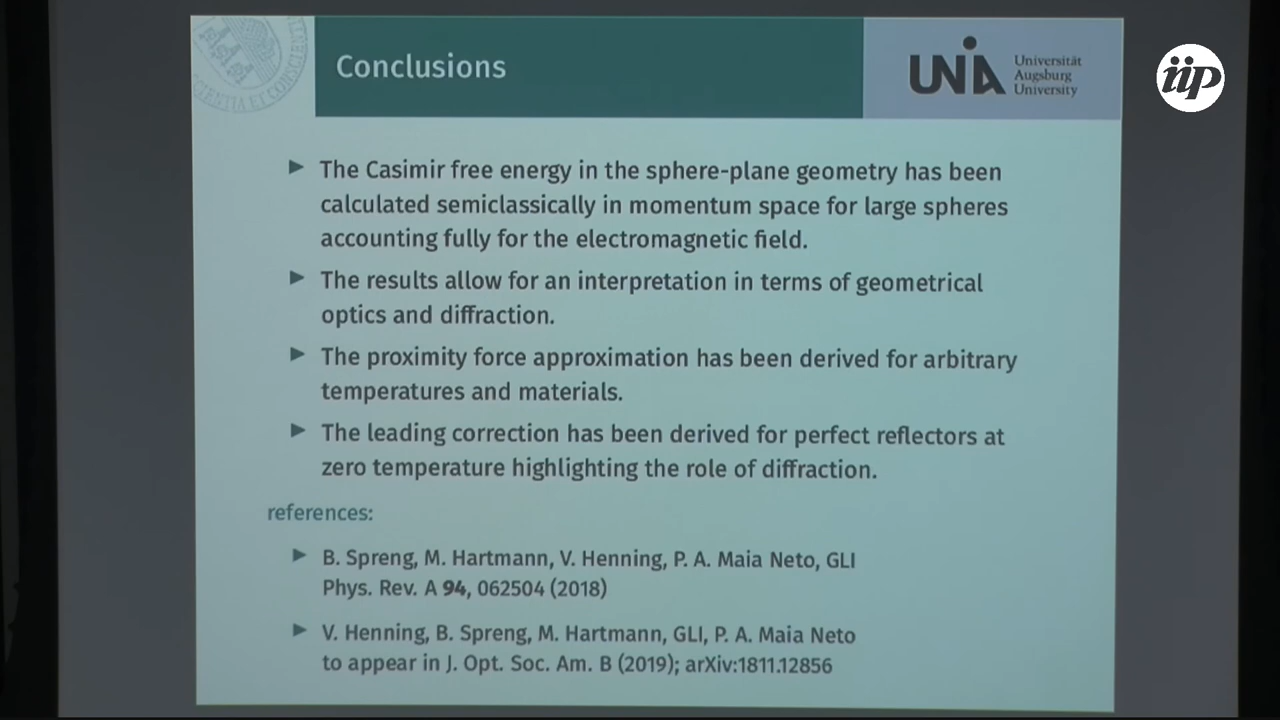 Conclusions
UNIA
Universität
Augsburg
University
iip
► The Casimir free energy in the sphere-plane geometry has been
calculated semiclassically in momentum space for large spheres
accounting fully for the electromagnetic field.
► The results allow for an interpretation in terms of geometrical
optics and diffraction.
► The proximity force approximation has been derived for arbitrary
temperatures and materials.
► The leading correction has been derived for perfect reflectors at
zero temperature highlighting the role of diffraction.
references:
► B. Spreng, M. Hartmann, V. Henning, P. A. Maia Neto, GLI
Phys. Rev. A 94, 062504 (2018)
► V. Henning, B. Spreng, M. Hartmann, GLI, P. A. Maia Neto
to appear in J. Opt. Soc. Am. B (2019); arXiv:1811.12856